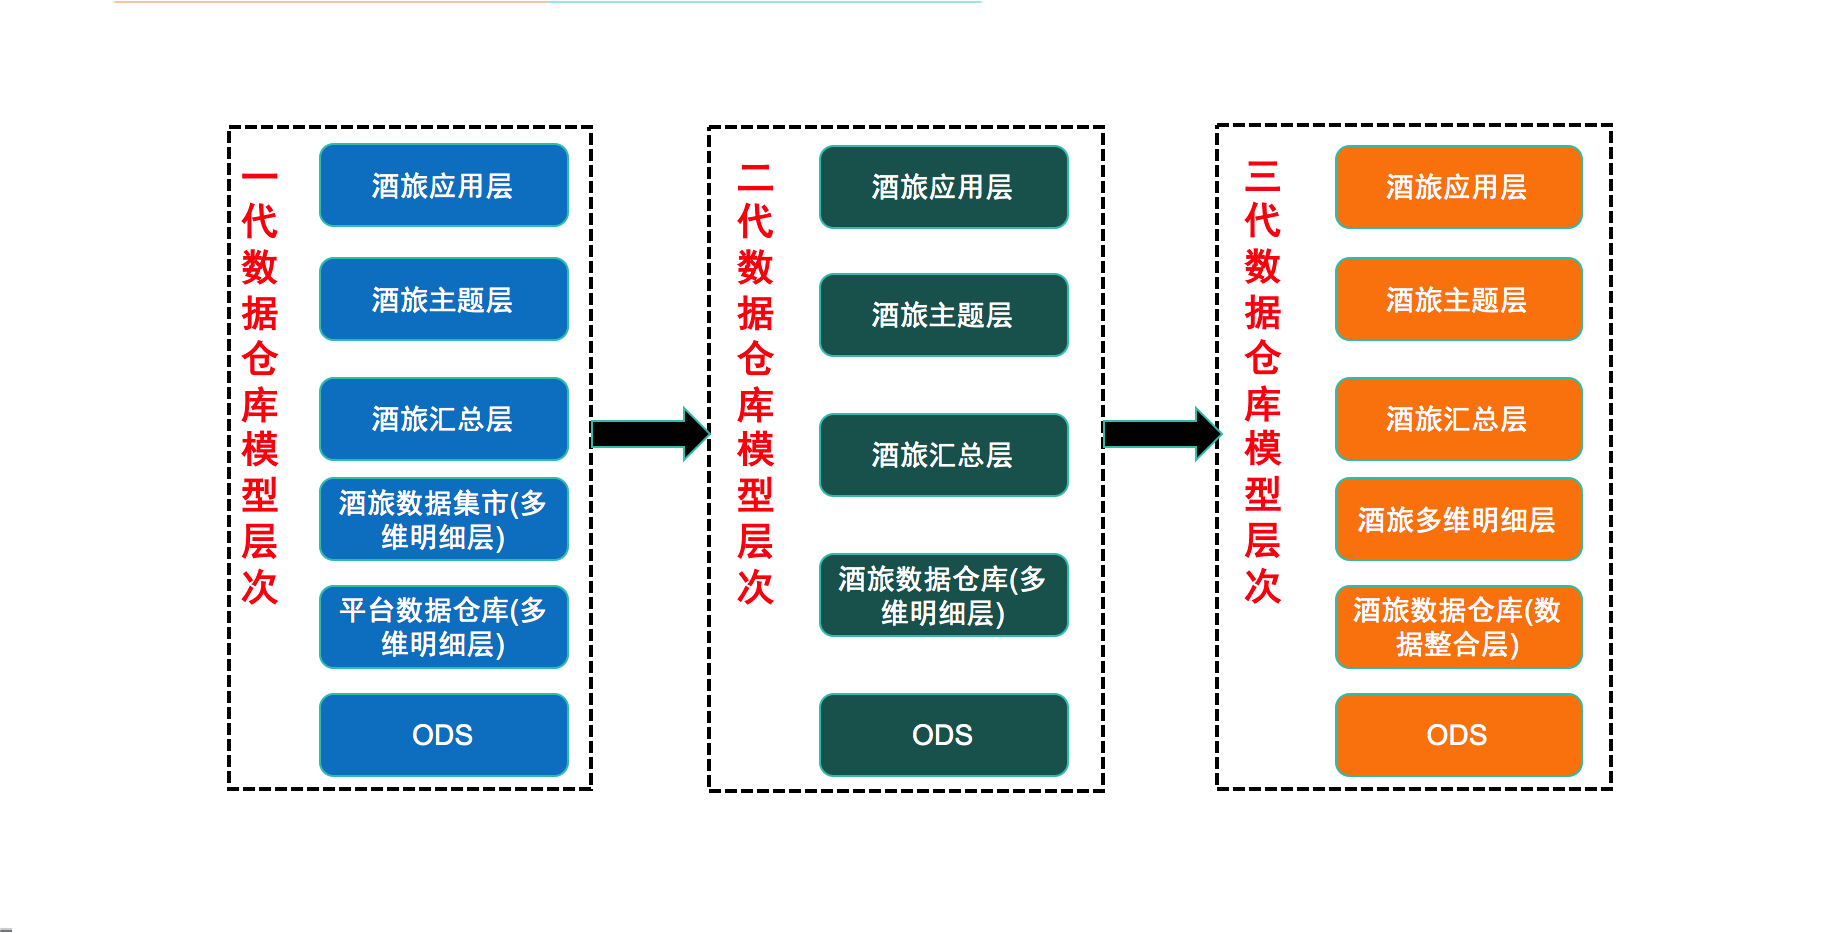 一代数据仓库模型层次
酒旅应用层
酒旅主题层
酒旅汇总层
酒旅数据集市(多
维明细层)
平台数据仓库(多
维明细层)
ODS
二代数据仓库模型层次
酒旅应用层
酒旅主题层
酒旅汇总层
酒旅数据仓库(多
维明细层)
ODS
三代数据仓库模型层次
酒旅应用层
酒旅主题层
酒旅汇总层
酒旅多维明细层
酒旅数据仓库(数
据整合层)
ODS